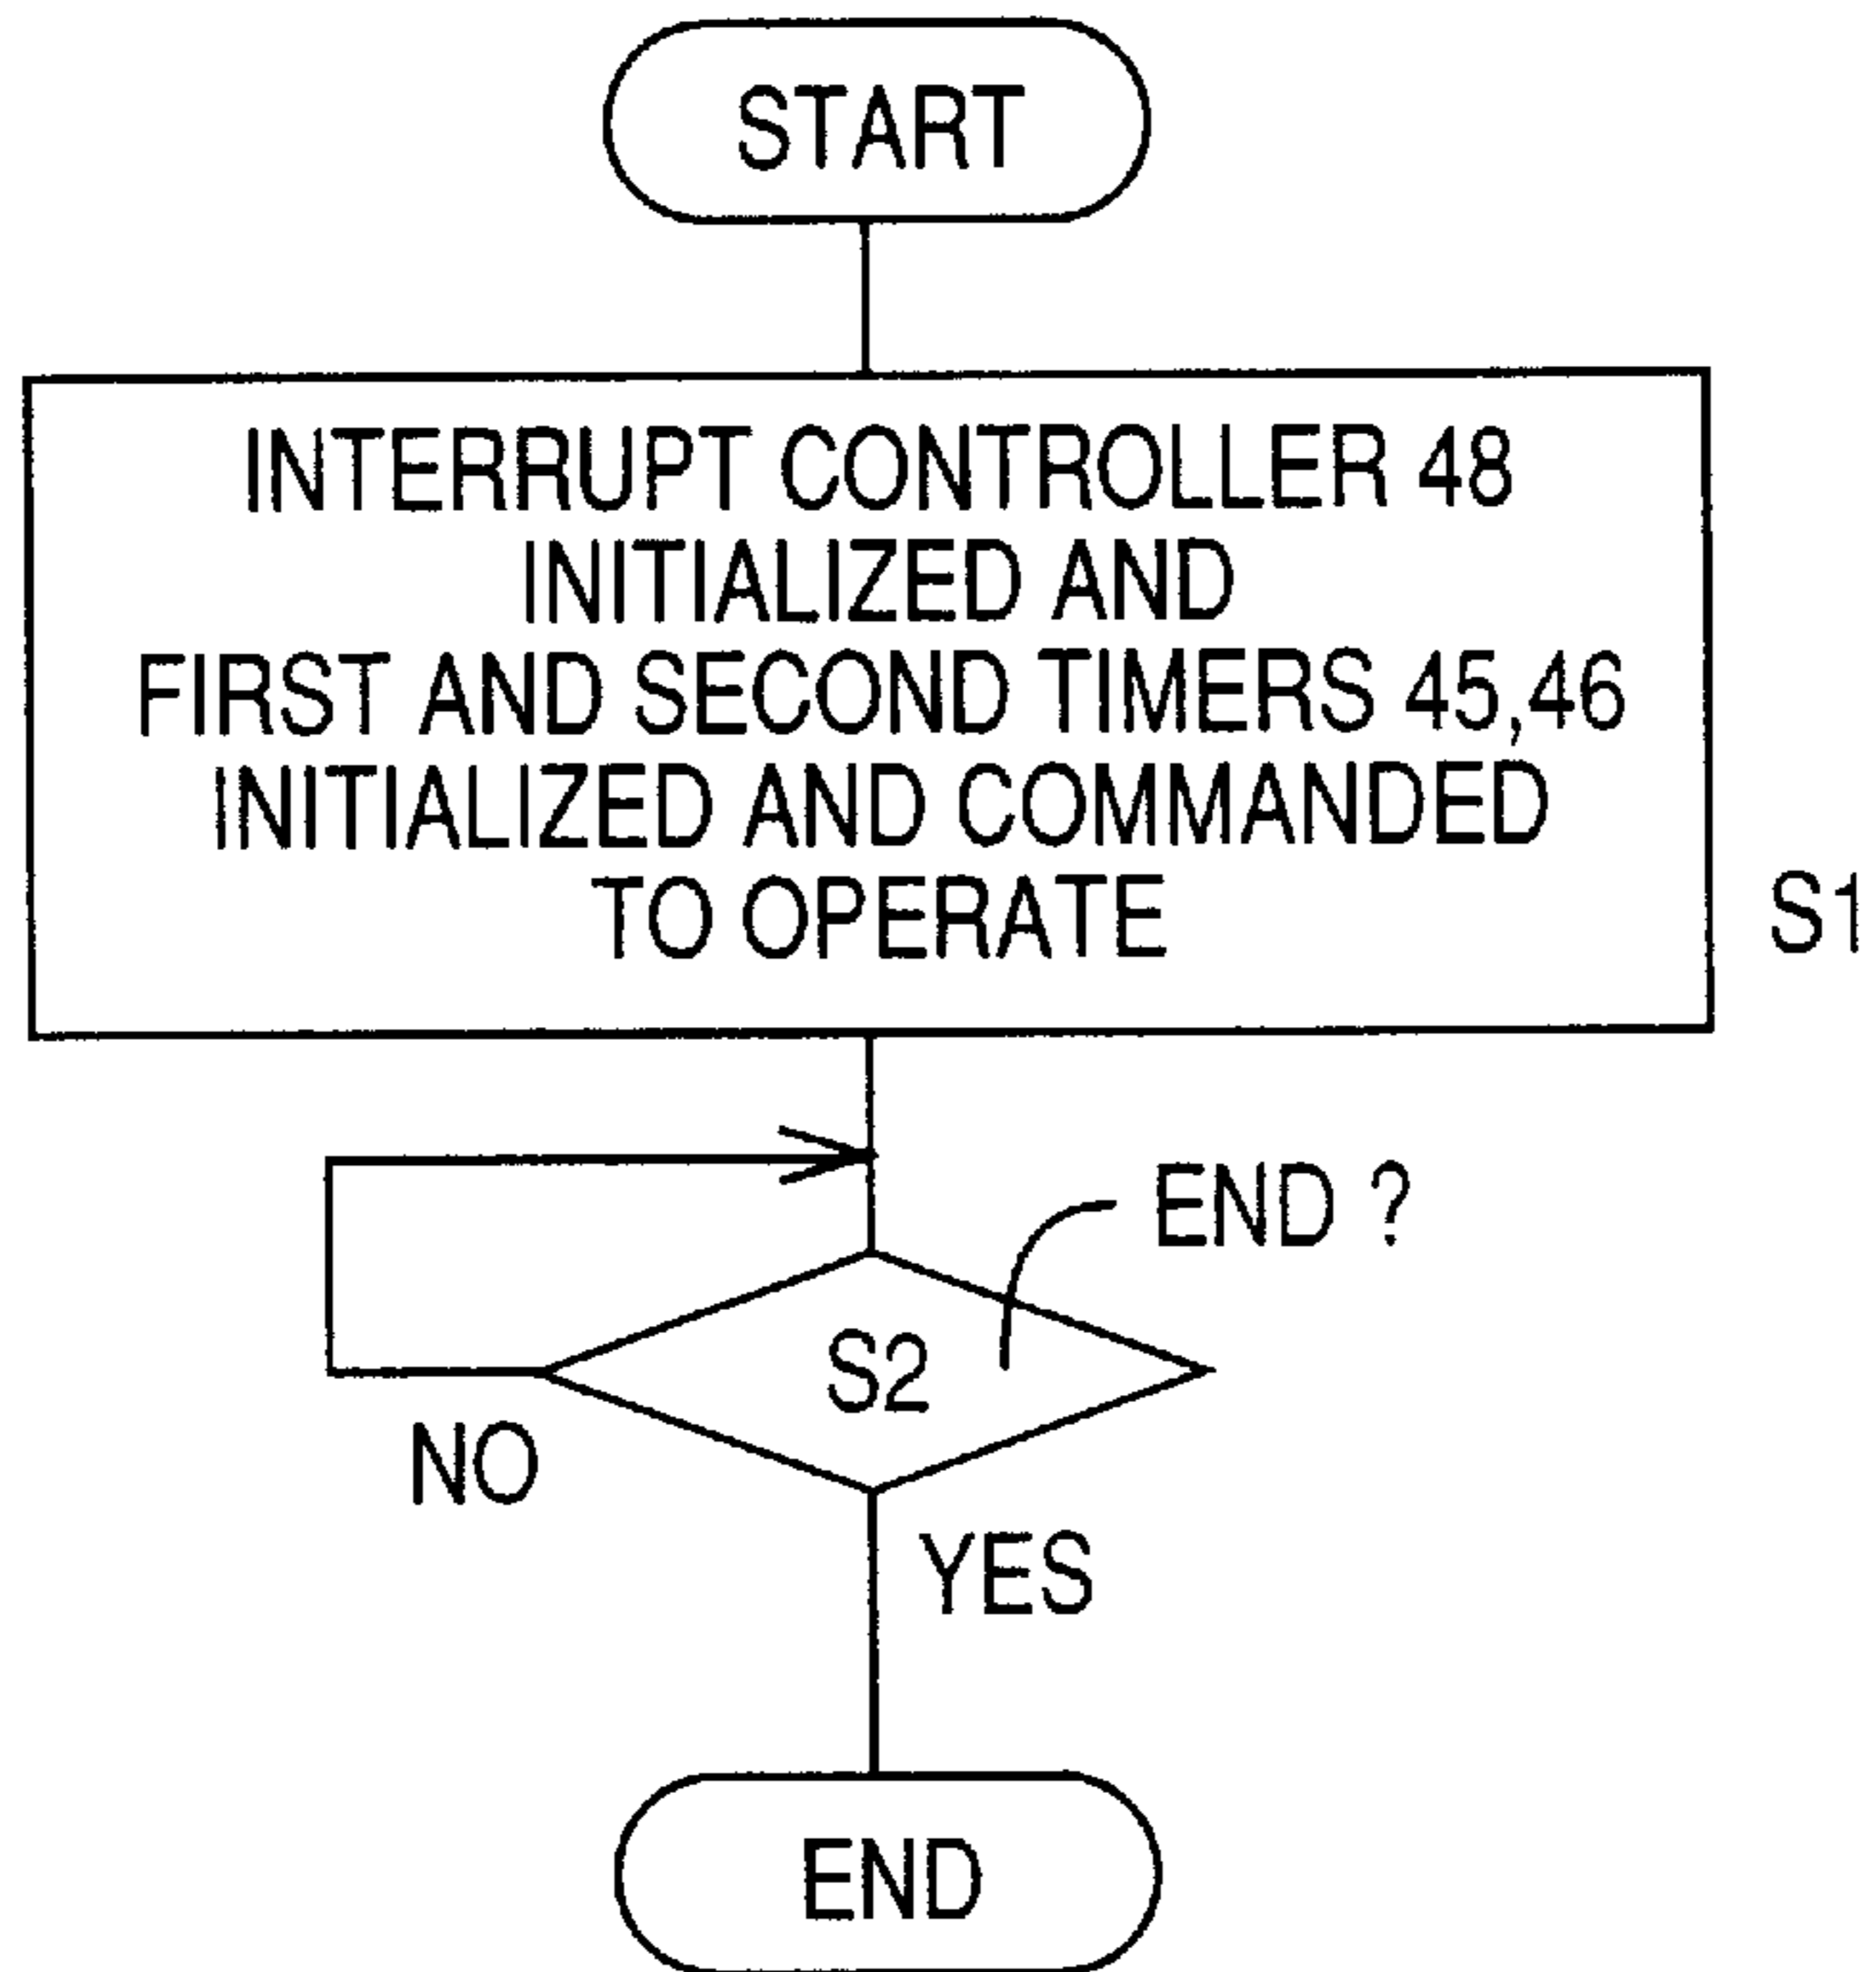 START
INTERRUPT CONTROLLER 48
INITIALIZED AND
FIRST AND SECOND TIMERS 45,46
INITIALIZED AND COMMANDED
TO OPERATE
S1
END ?
S2
NO
YES
END